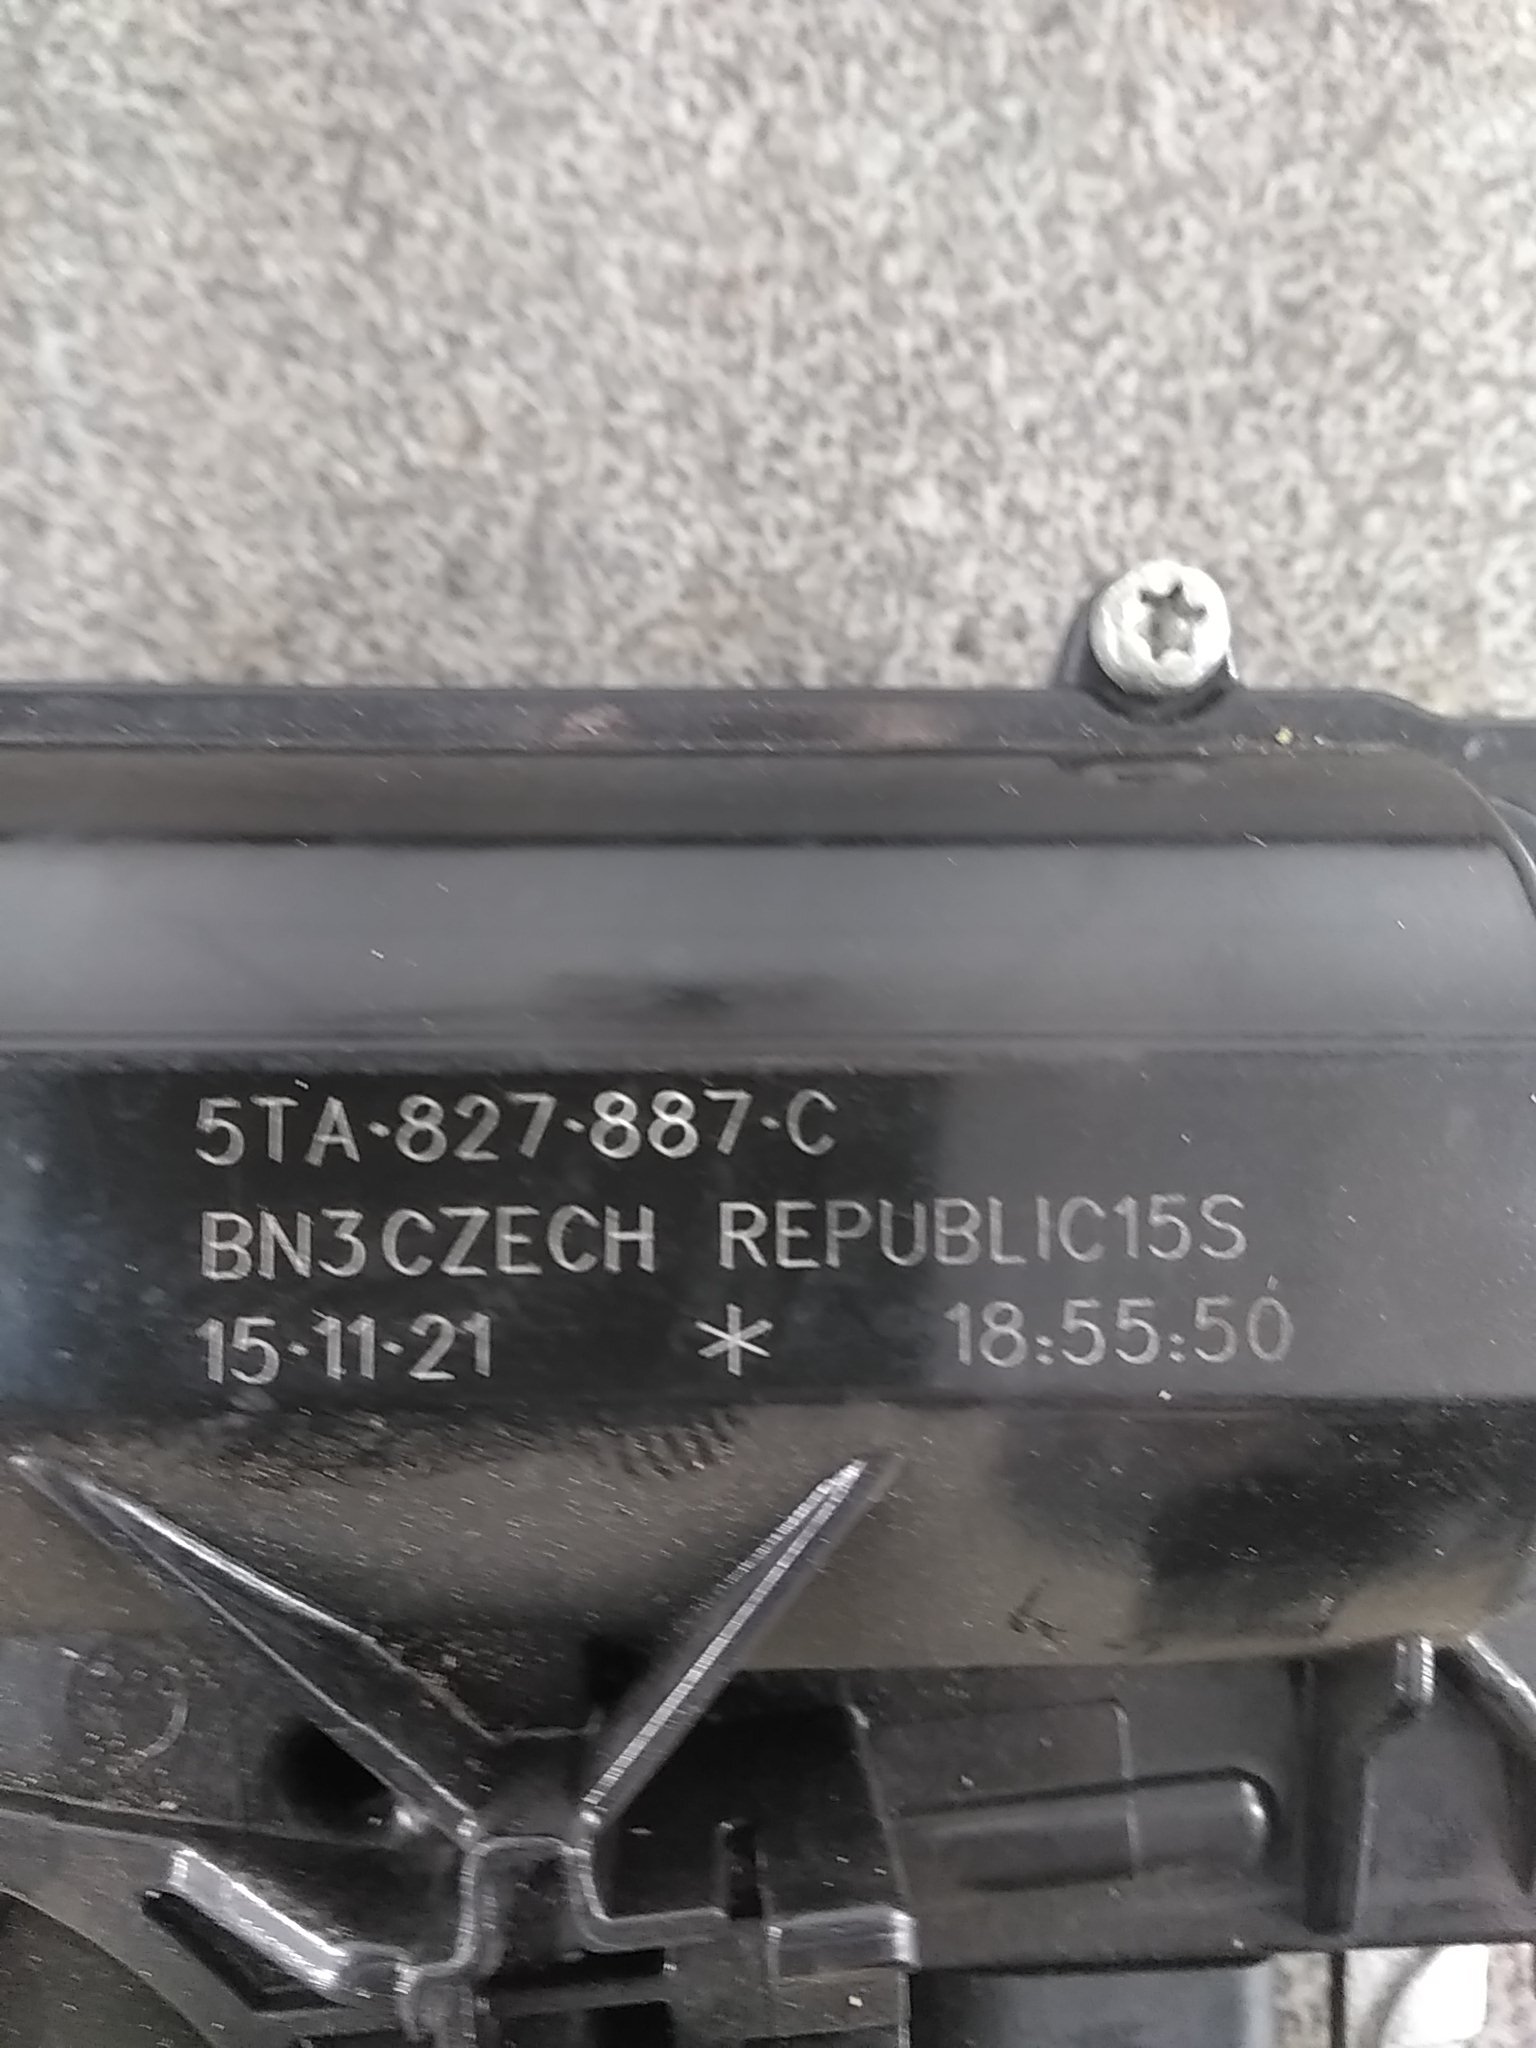 5TA-827-887-C
BN3CZECH REPUBLIC15S
15-11-21 * 18:55:50